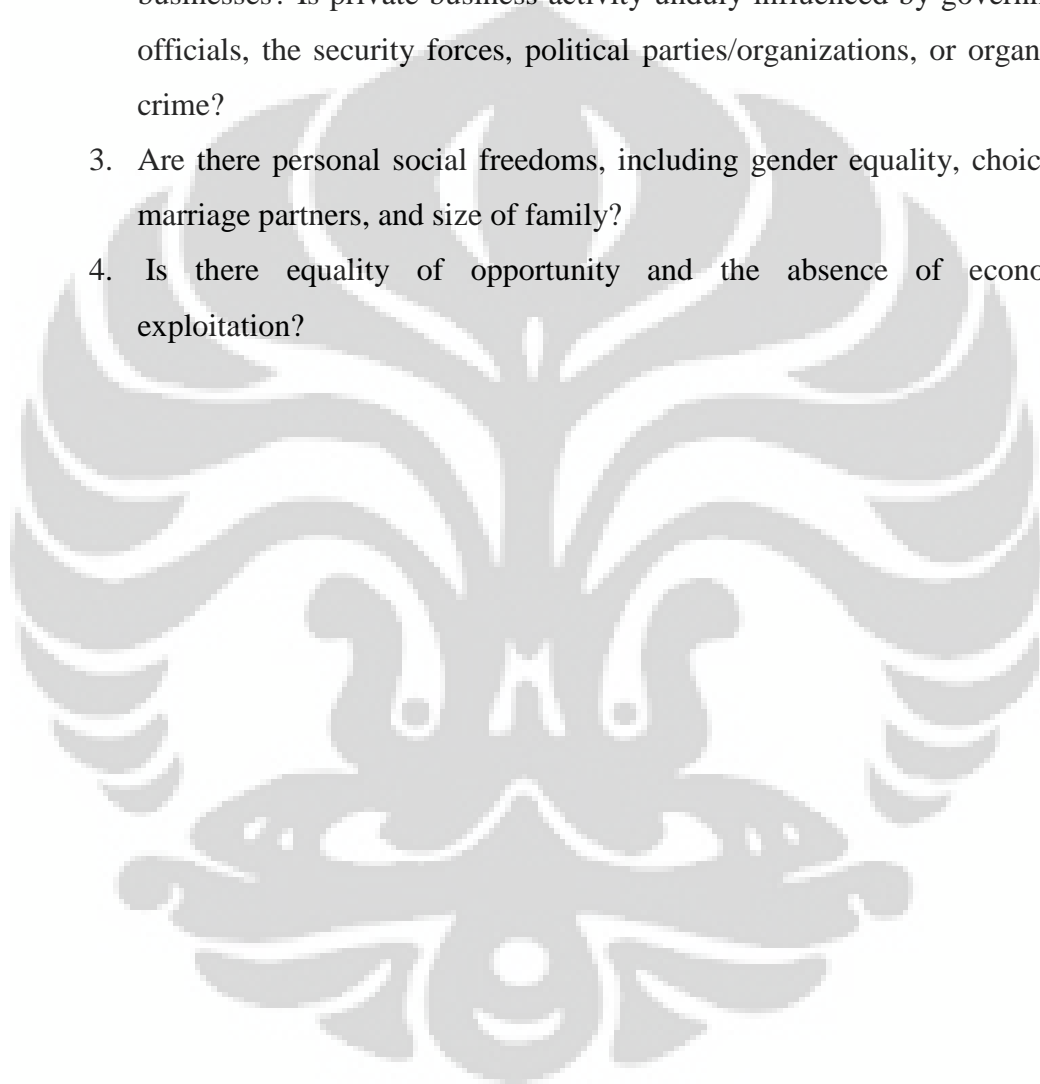 businesses? Is private business activity unduly influenced by governm
officials, the security forces, political parties/organizations, or organ
crime?
3. Are there personal social freedoms, including gender equality, choic
marriage partners, and size of family?
4. Is there equality of opportunity and the absence of econo
exploitation?